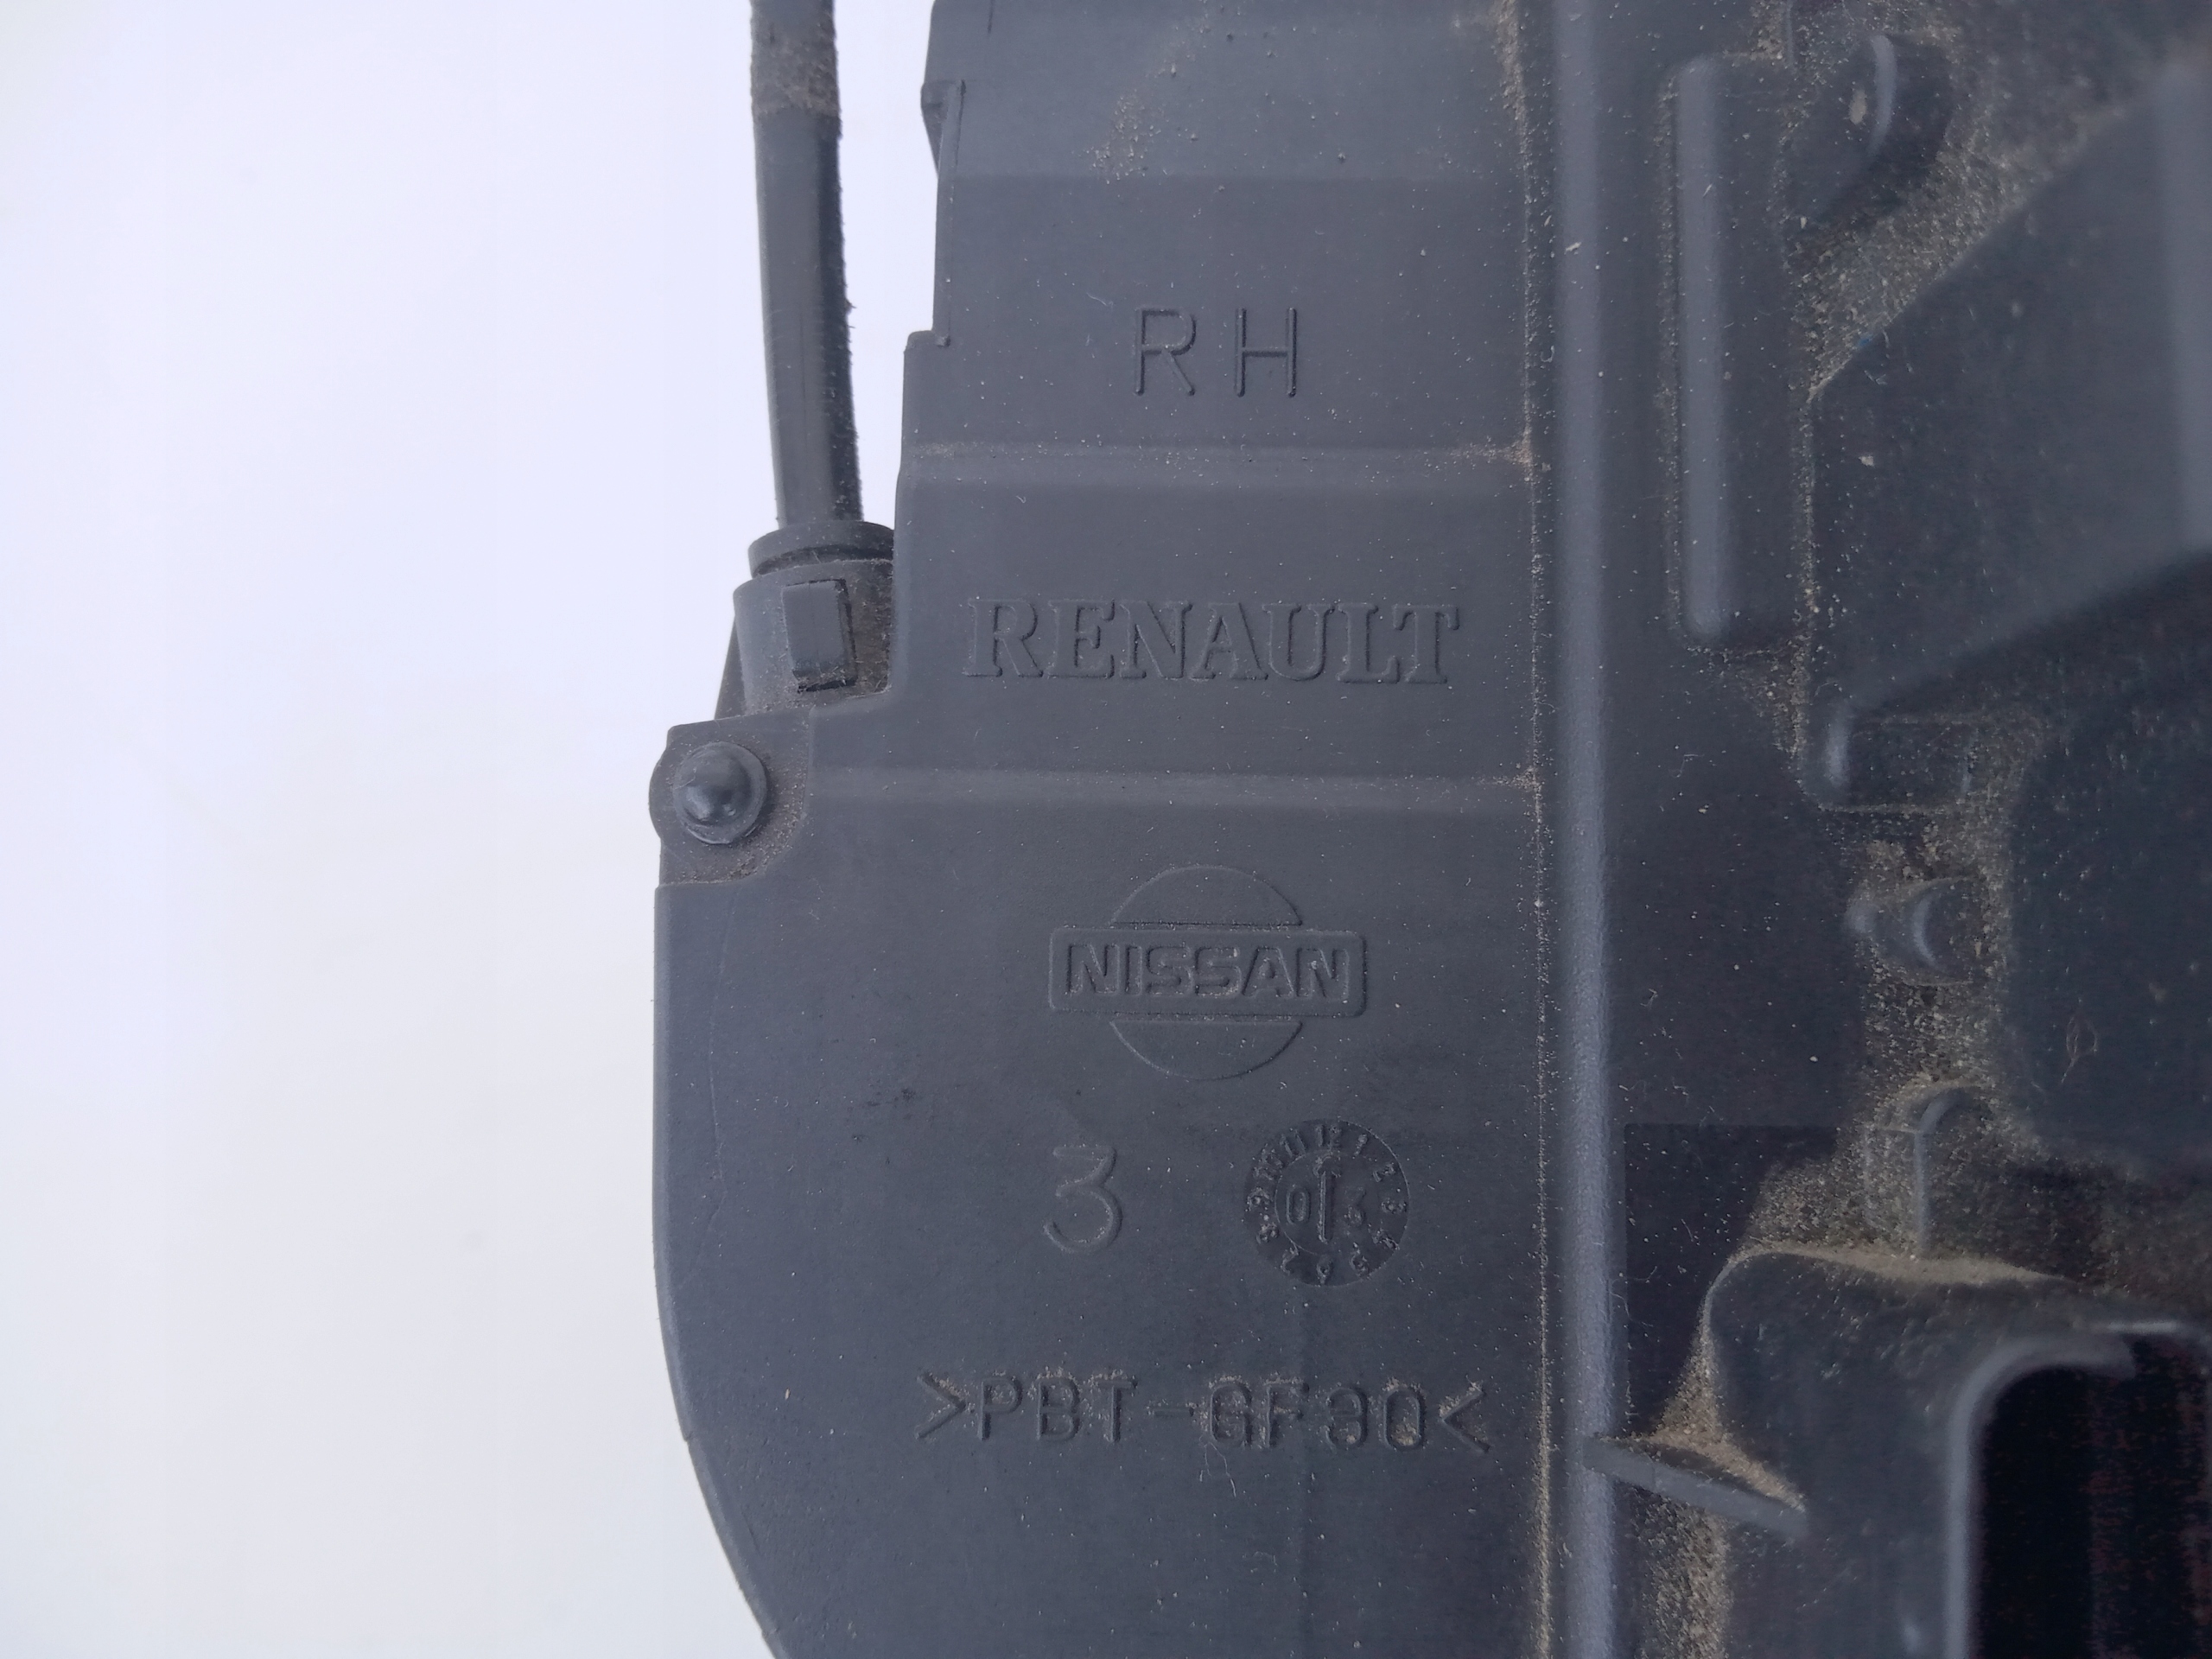 RH
RENAULT
NISSAN
3
>PBT-GF30<